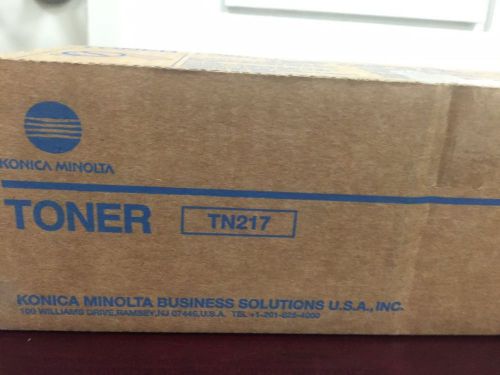 KONICA MINOLTA
TONER TN217
KONICA MINOLTA BUSINESS SOLUTIONS U.S.A., INC.
100 WILLIAMS DRIVE,RAMSEY,NJ 07446,U.S.A. TEL +1-201-825-4000